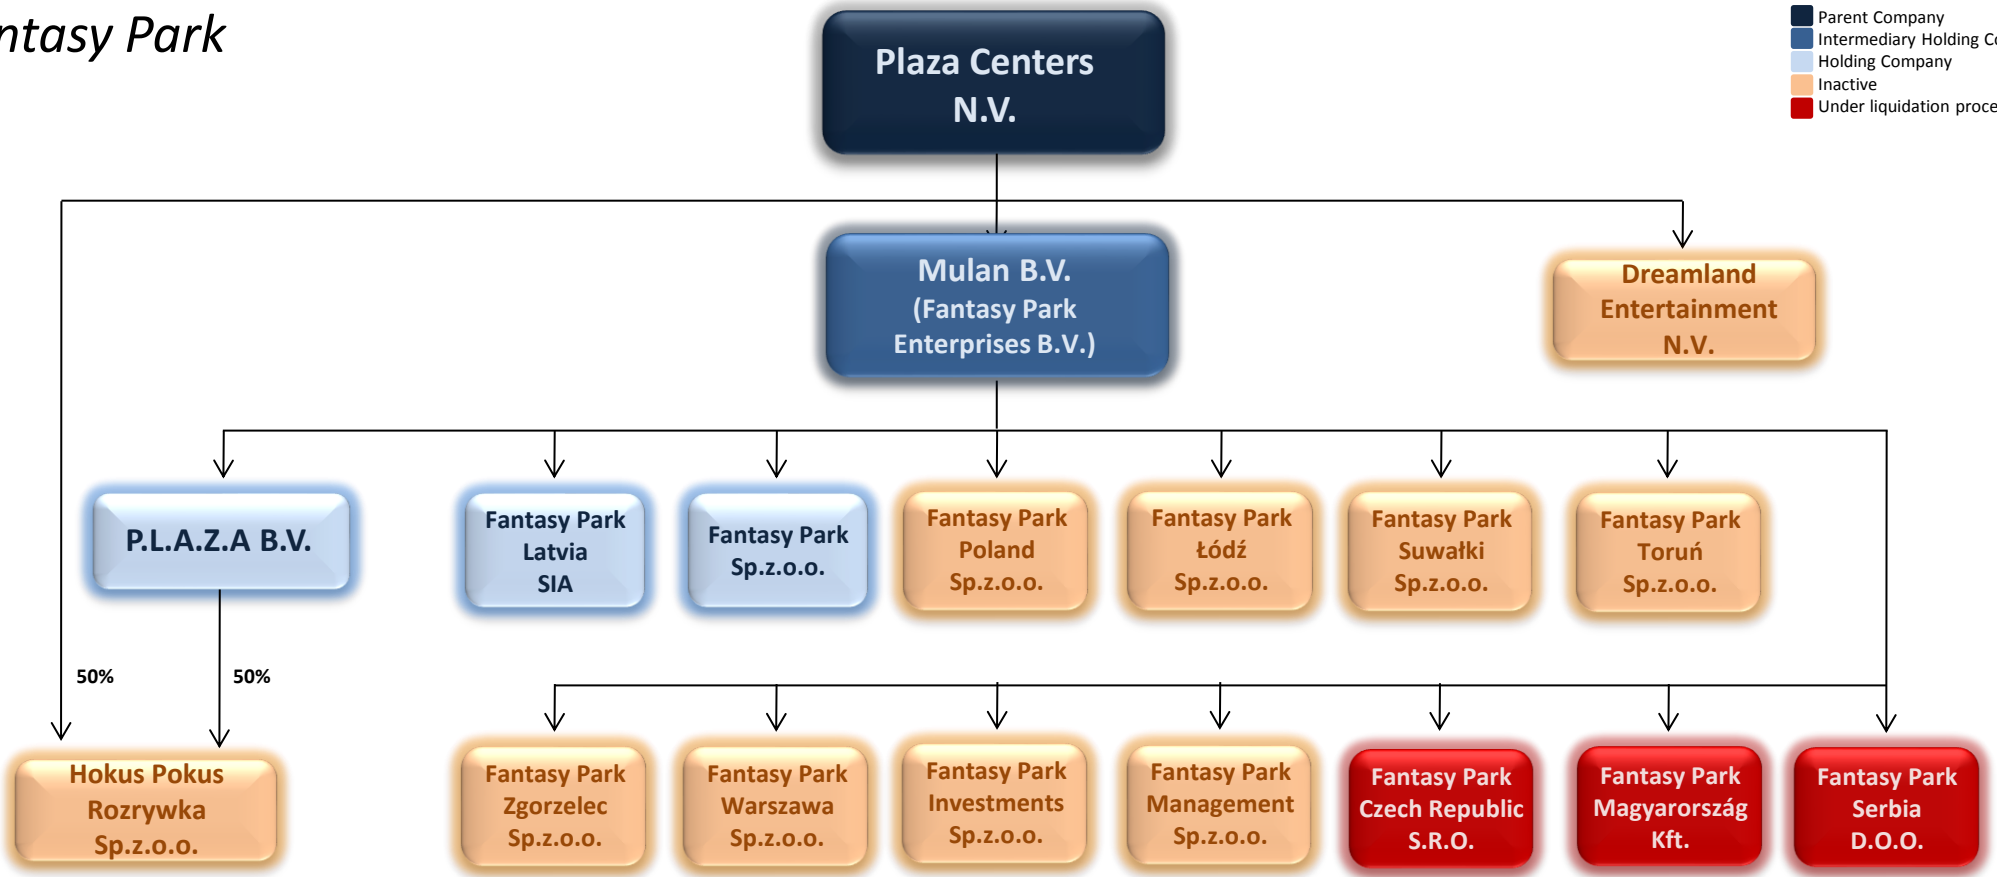 ntasy Park
Parent Company
Intermediary Holding Co
Holding Company
Inactive
Under liquidation proce
Plaza Centers
N.V.
Mulan B.V.
(Fantasy Park
Enterprises B.V.)
Dreamland
Entertainment
N.V.
P.L.A.Z.A B.V.
Fantasy Park
Latvia
SIA
Fantasy Park
Sp.z.o.o.
Fantasy Park
Poland
Sp.z.o.o.
Fantasy Park
Łódź
Sp.z.o.o.
Fantasy Park
Suwałki
Sp.z.o.o.
Fantasy Park
Toruń
Sp.z.o.o.
50%
50%
Hokus Pokus
Rozrywka
Sp.z.o.o.
Fantasy Park
Zgorzelec
Sp.z.o.o.
Fantasy Park
Warszawa
Sp.z.o.o.
Fantasy Park
Investments
Sp.z.o.o.
Fantasy Park
Management
Sp.z.o.o.
Fantasy Park
Czech Republic
S.R.O.
Fantasy Park
Magyarország
Kft.
Fantasy Park
Serbia
D.O.O.